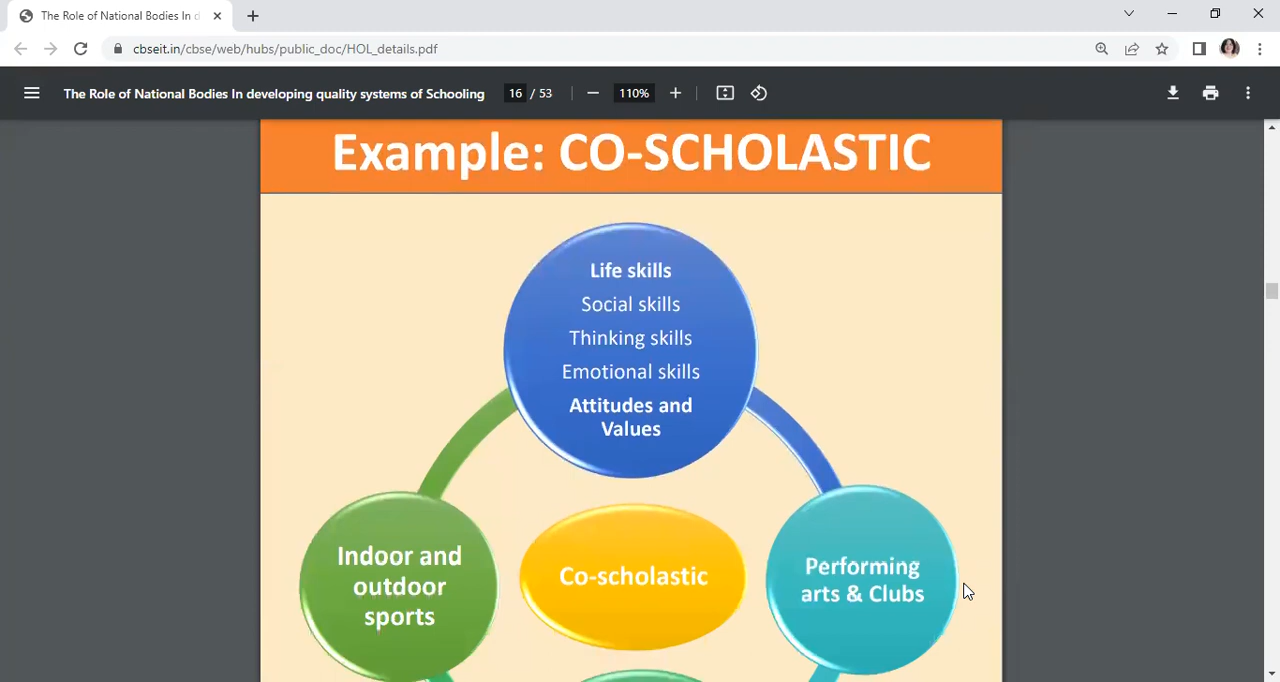 The Role of National Bodies In d
cbseit.in/cbse/web/hubs/public_doc/HOL_details.pdf
The Role of National Bodies In developing quality systems of Schooling
16 / 53
110%
Example: CO-SCHOLASTIC
Life skills
Social skills
Thinking skills
Emotional skills
Attitudes and
Values
Indoor and
outdoor
sports
Co-scholastic
Performing
arts & Clubs